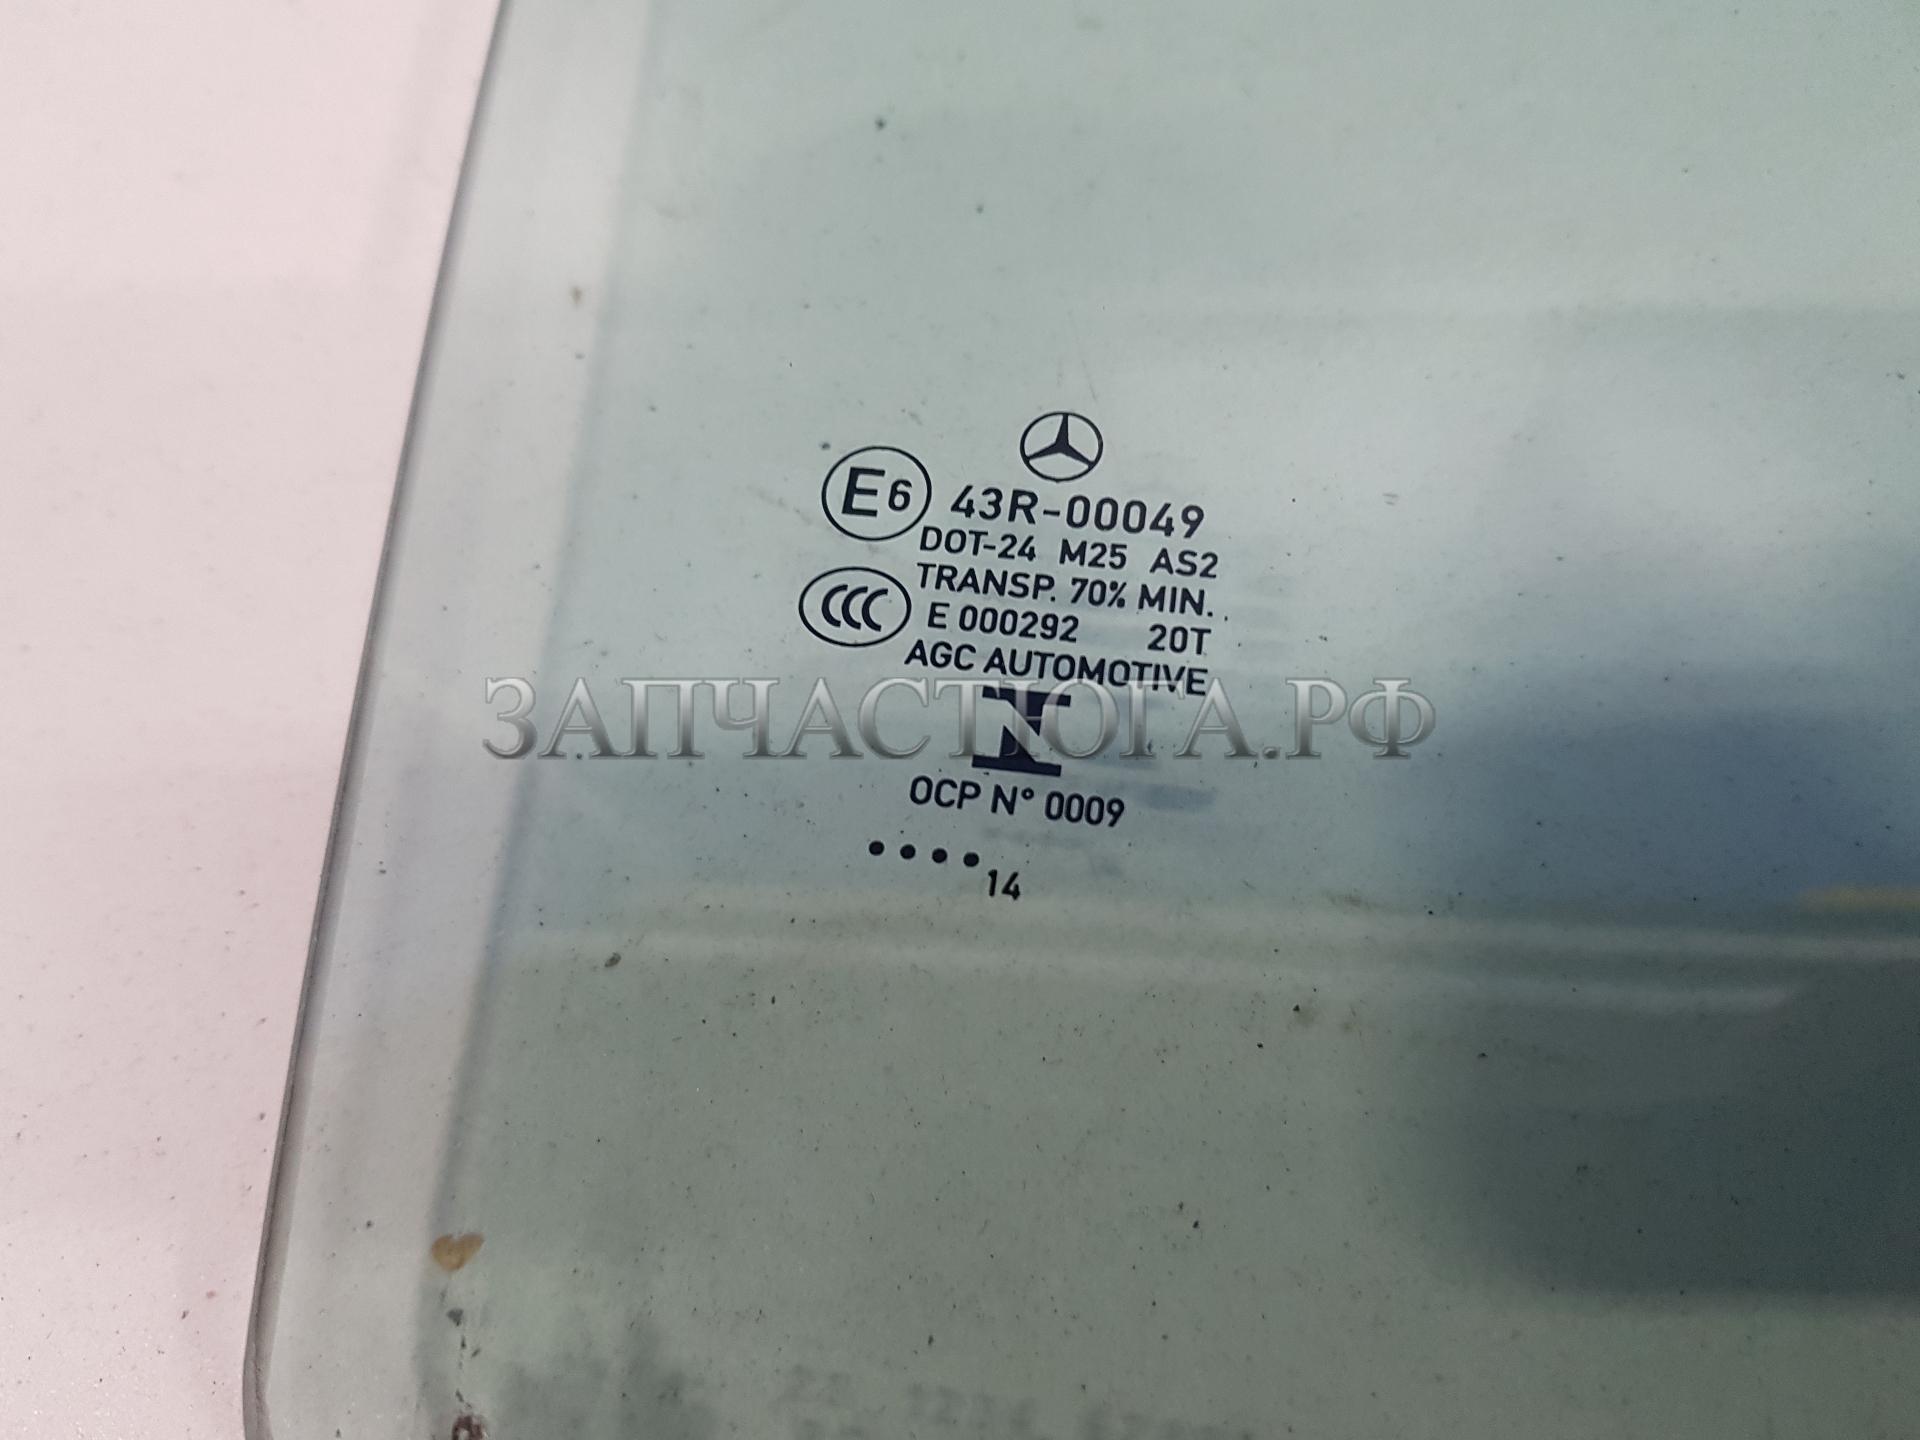 E6 43R-00049
DOT-24 M25 AS2
TRANSP. 70% MIN.
CCC E 000292 20T
AGC AUTOMOTIVE
ЗАПЧАСТЮГА.РФ
N
OCP N° 0009
14